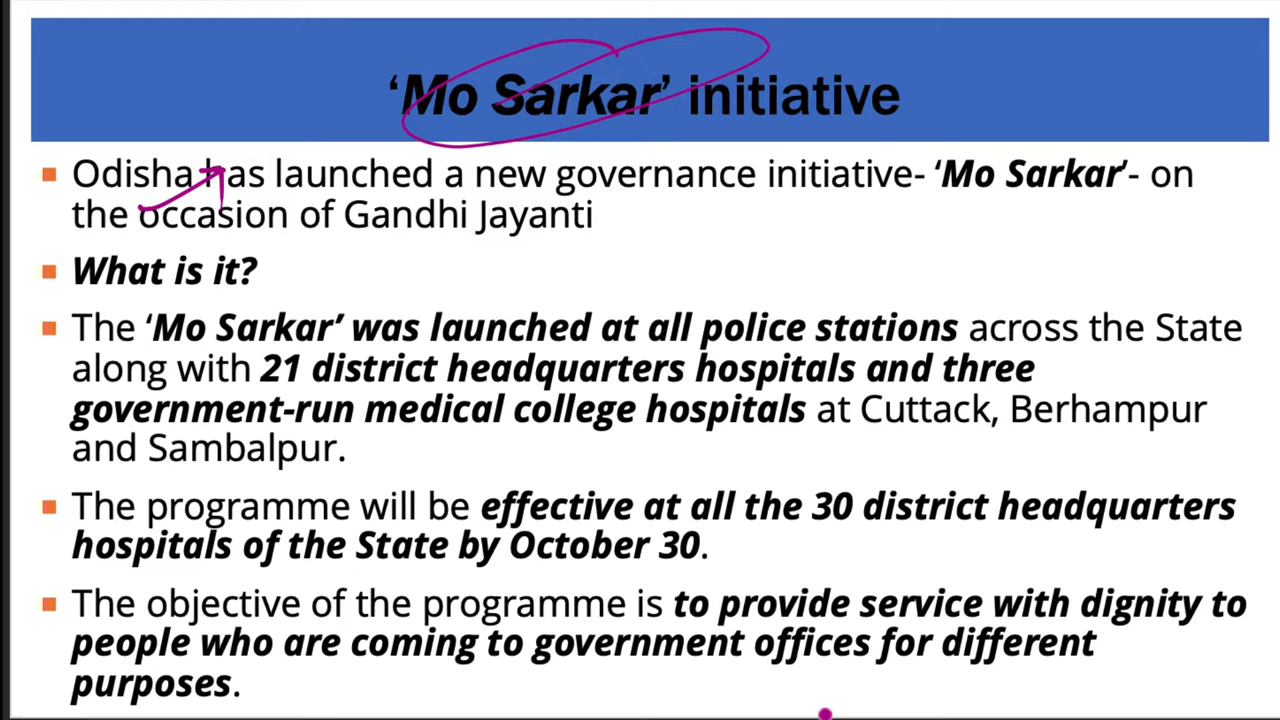 ‘Mo Sarkar’ initiative
Odisha has launched a new governance initiative- ‘Mo Sarkar’- on
the occasion of Gandhi Jayanti
What is it?
The ‘Mo Sarkar’ was launched at all police stations across the State
along with 21 district headquarters hospitals and three
government-run medical college hospitals at Cuttack, Berhampur
and Sambalpur.
The programme will be effective at all the 30 district headquarters
hospitals of the State by October 30.
The objective of the programme is to provide service with dignity to
people who are coming to government offices for different
purposes.